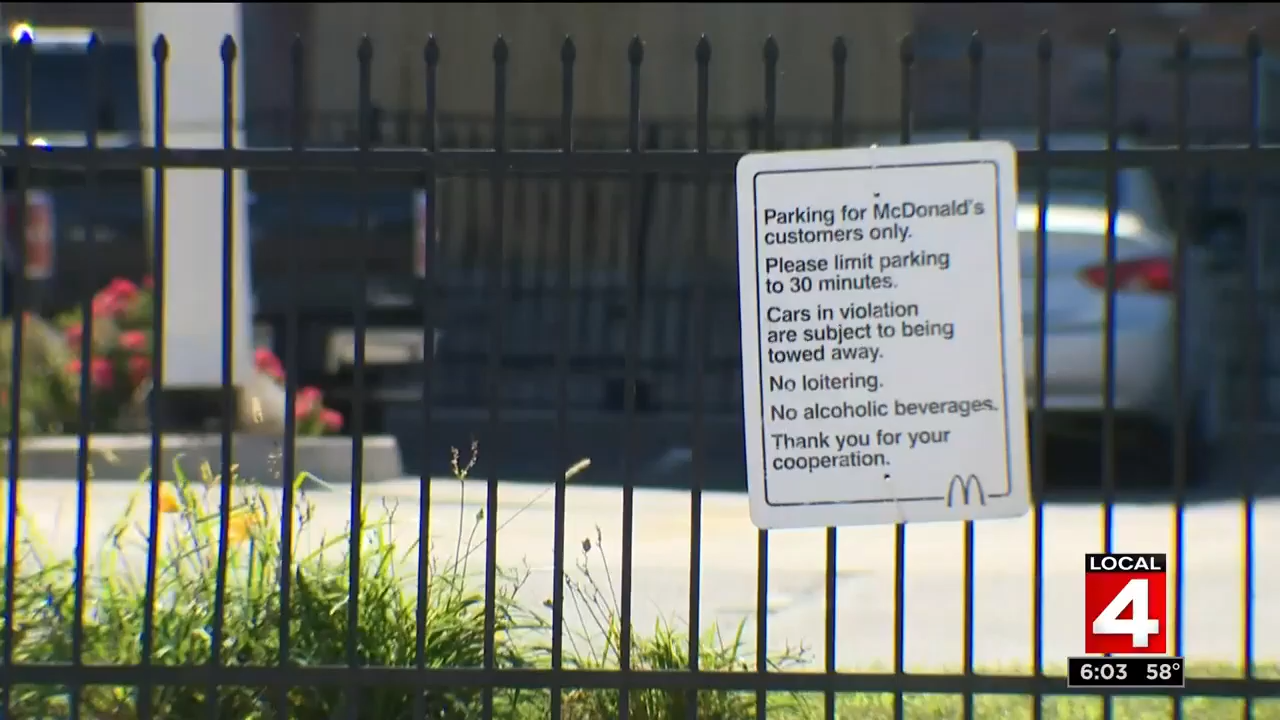 Parking for McDonald's
customers only.
Please limit parking
to 30 minutes.
Cars in violation
are subject to being
towed away.
No loitering.
No alcoholic beverages.
Thank you for your
cooperation.
LOCAL
4
6:03 58°